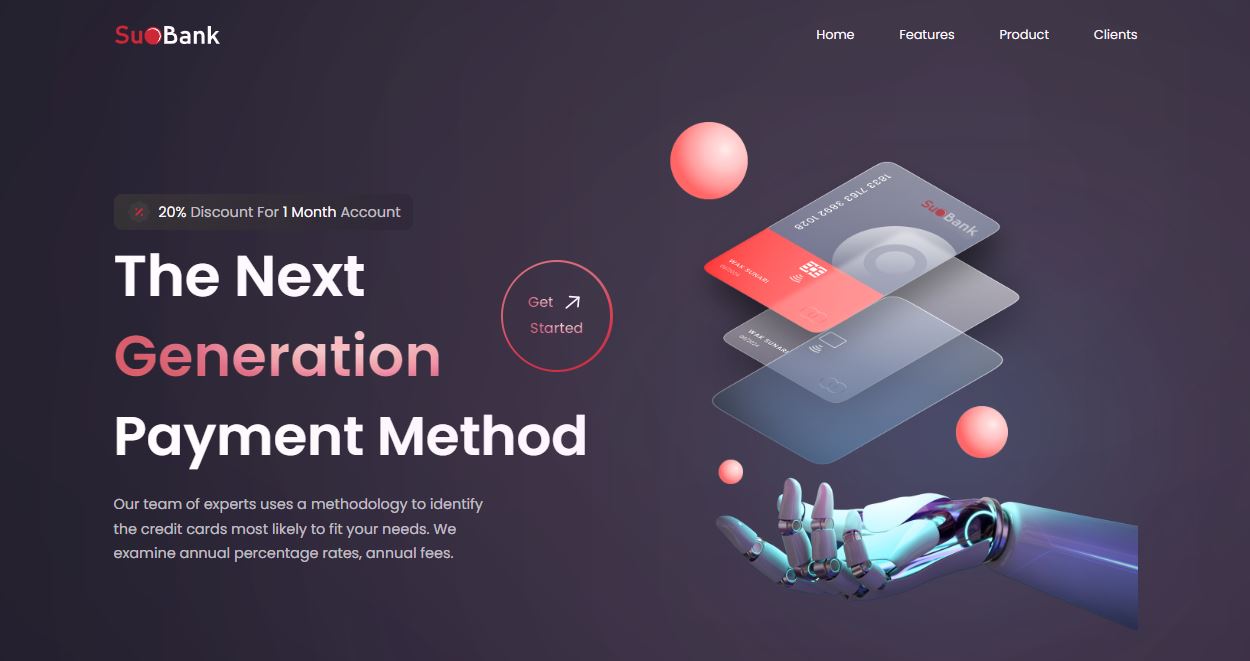 SuoBank
Home
Features
Product
Clients
20% Discount For 1 Month Account
The Next
Generation
Payment Method
Get
Started
Our team of experts uses a methodology to identify
the credit cards most likely to fit your needs. We
examine annual percentage rates, annual fees.
1833 7163 3892 1028
SuoBank
WAK SUNARI
WAK SUNARI